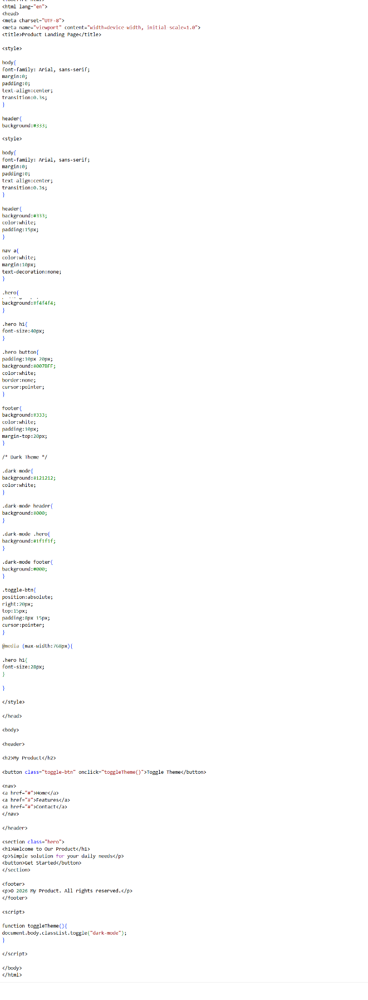 <html lang="en">
<head>
<meta charset="UTF-8">
<meta name="viewport" content="width=device-width, initial-scale=1.0">
<title>Product Landing Page</title>
<style>
body{
font-family: Arial, sans-serif;
margin:0;
padding:0;
text-align:center;
transition:0.3s;
}
header{
background:#333;
<style>
body{
font-family: Arial, sans-serif;
margin:0;
padding:0;
text-align:center;
transition:0.3s;
}
header{
background:#333;
color:white;
padding:15px;
}
nav a{
color:white;
margin:10px;
text-decoration:none;
}
.hero{
background:#f4f4f4;
}
.hero h1{
font-size:40px;
}
.hero button{
padding:10px 20px;
background:#007BFF;
color:white;
border:none;
cursor:pointer;
}
footer{
background:#333;
color:white;
padding:10px;
margin-top:20px;
}
/* Dark Theme */
.dark-mode{
background:#121212;
color:white;
}
.dark-mode header{
background:#000;
}
.dark-mode .hero{
background:#1f1f1f;
}
.dark-mode footer{
background:#000;
}
.toggle-btn{
position:absolute;
right:20px;
top:15px;
padding:8px 15px;
cursor:pointer;
}
@media (max-width:768px){
.hero h1{
font-size:28px;
}
}
</style>
</head>
<body>
<header>
<h2>My Product</h2>
<button class="toggle-btn" onclick="toggleTheme()">Toggle Theme</button>
<nav>
<a href="#">Home</a>
<a href="#">Features</a>
<a href="#">Contact</a>
</nav>
</header>
<section class="hero">
<h1>Welcome to Our Product</h1>
<p>Simple solution for your daily needs</p>
<button>Get Started</button>
</section>
<footer>
<p>© 2026 My Product. All rights reserved.</p>
</footer>
<script>
function toggleTheme(){
document.body.classList.toggle("dark-mode");
}
</script>
</body>
</html>